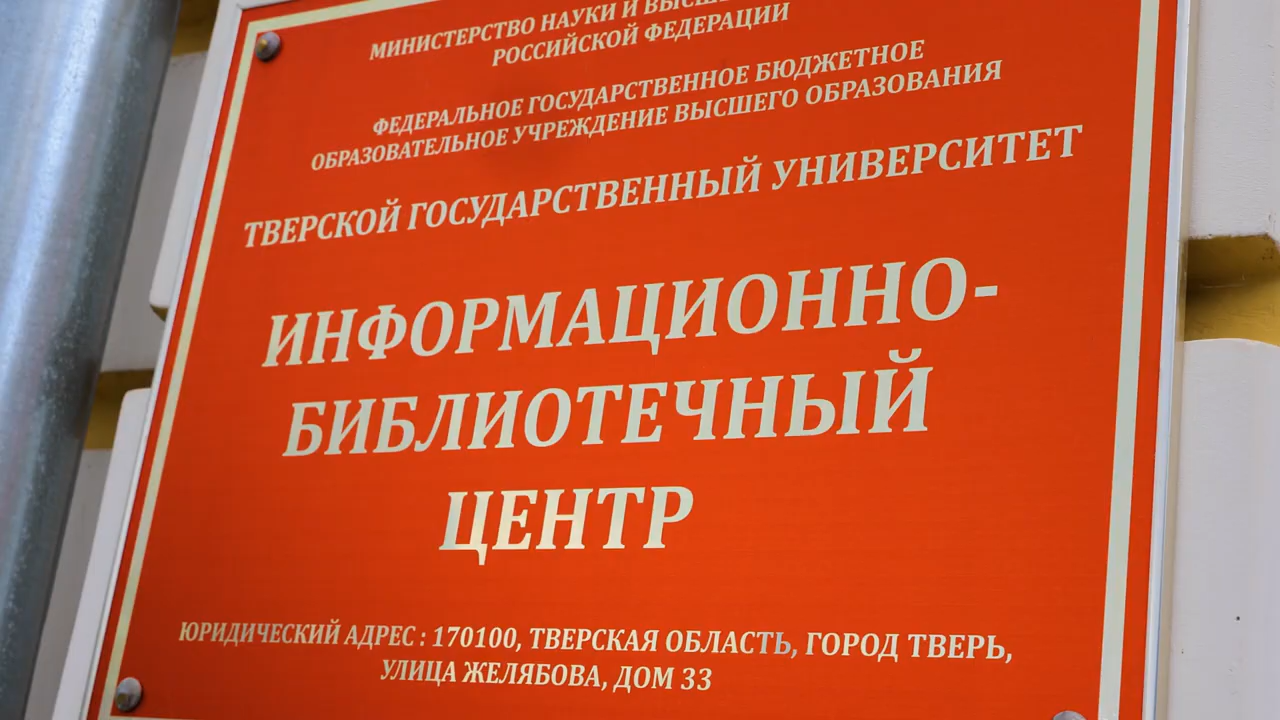 МИНИСТЕРСТВО НАУКИ И
РОССИЙСКОЙ ФЕДЕРАЦИИ
ФЕДЕРАЛЬНОЕ ГОСУДАРСТВЕННОЕ БЮДЖЕТНОЕ
ОБРАЗОВАТЕЛЬНОЕ УЧРЕЖДЕНИЕ ВЫСШЕГО ОБРАЗОВАНИЯ
ТВЕРСКОЙ ГОСУДАРСТВЕННЫЙ УНИВЕРСИТЕТ
ИНФОРМАЦИОННО-
БИБЛИОТЕЧНЫЙ
ЦЕНТР
ЮРИДИЧЕСКИЙ АДРЕС : 170100, ТВЕРСКАЯ ОБЛАСТЬ, ГОРОД ТВЕРЬ,
УЛИЦА ЖЕЛЯБОВА, ДОМ 33